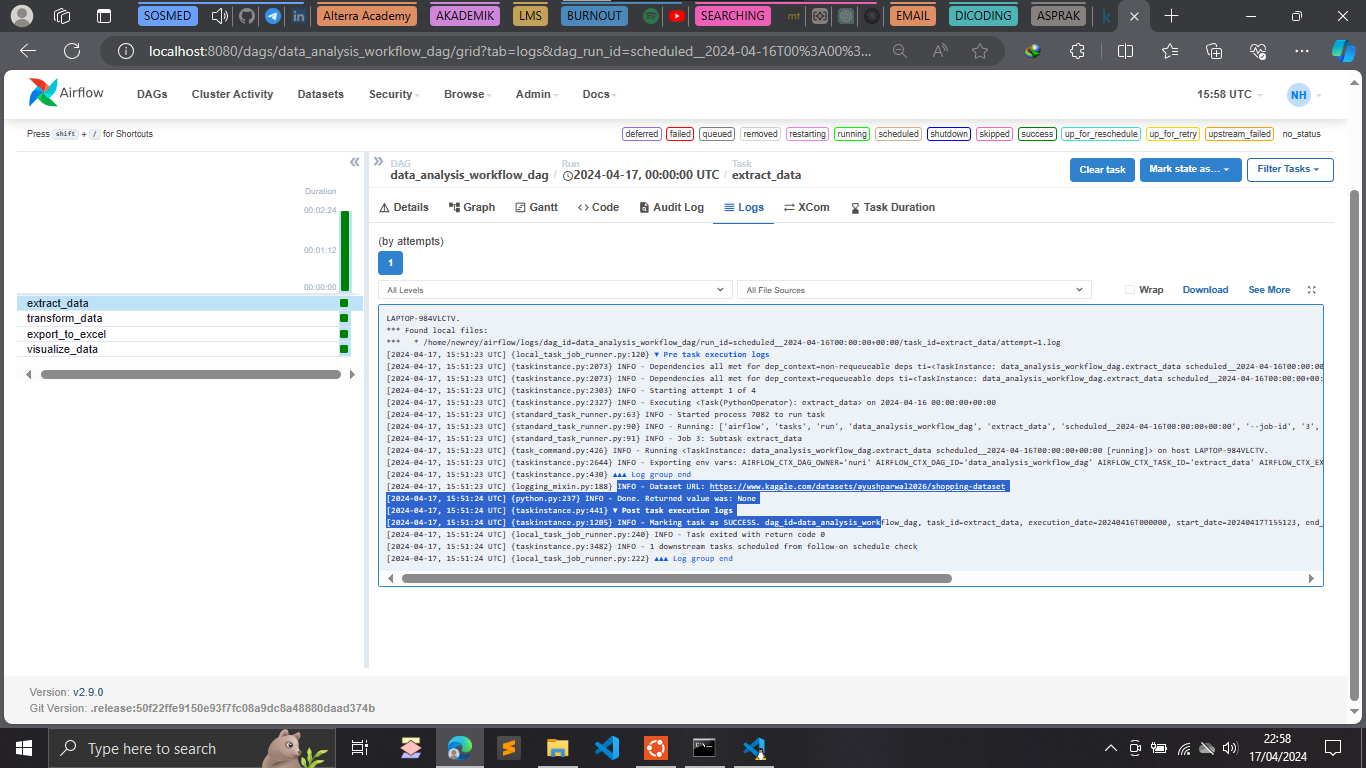 SOSMED
Alterra Academy
AKADEMIK
LMS
BURNOUT
SEARCHING
mt
EMAIL
DICODING
ASPRAK
k
localhost:8080/dags/data_analysis_workflow_dag/grid?tab=logs&dag_run_id=scheduled__2024-04-16T00%3A00%3...
Airflow
DAGs
Cluster Activity
Datasets
Security
Browse
Admin
Docs
15:58 UTC
NH
Press shift + / for Shortcuts
deferred
failed
queued
removed
restarting
running
scheduled
shutdown
skipped
success
up_for_reschedule
up_for_retry
upstream_failed
no_status
Duration
00:02:24
00:01:12
00:00:00
extract_data
transform_data
export_to_excel
visualize_data
DAG
data_analysis_workflow_dag /
Run
2024-04-17, 00:00:00 UTC /
Task
extract_data
Clear task
Mark state as...
Filter Tasks
Details
Graph
Gantt
Code
Audit Log
Logs
XCom
Task Duration
(by attempts)
1
All Levels
All File Sources
Wrap
Download
See More
LAPTOP-984VLCTV.
*** Found local files:
***   * /home/newrey/airflow/logs/dag_id=data_analysis_workflow_dag/run_id=scheduled__2024-04-16T00:00:00+00:00/task_id=extract_data/attempt=1.log
[2024-04-17, 15:51:23 UTC] {local_task_job_runner.py:120} ▼ Pre task execution logs
[2024-04-17, 15:51:23 UTC] {taskinstance.py:2073} INFO - Dependencies all met for dep_context=non-requeueable deps ti=<TaskInstance: data_analysis_workflow_dag.extract_data scheduled__2024-04-16T00:00:00
[2024-04-17, 15:51:23 UTC] {taskinstance.py:2073} INFO - Dependencies all met for dep_context=requeueable deps ti=<TaskInstance: data_analysis_workflow_dag.extract_data scheduled__2024-04-16T00:00:00+00:
[2024-04-17, 15:51:23 UTC] {taskinstance.py:2303} INFO - Starting attempt 1 of 4
[2024-04-17, 15:51:23 UTC] {taskinstance.py:2327} INFO - Executing <Task(PythonOperator): extract_data> on 2024-04-16 00:00:00+00:00
[2024-04-17, 15:51:23 UTC] {standard_task_runner.py:63} INFO - Started process 7082 to run task
[2024-04-17, 15:51:23 UTC] {standard_task_runner.py:90} INFO - Running: ['airflow', 'tasks', 'run', 'data_analysis_workflow_dag', 'extract_data', 'scheduled__2024-04-16T00:00:00+00:00', '--job-id', '3',
[2024-04-17, 15:51:23 UTC] {standard_task_runner.py:91} INFO - Job 3: Subtask extract_data
[2024-04-17, 15:51:23 UTC] {task_command.py:426} INFO - Running <TaskInstance: data_analysis_workflow_dag.extract_data scheduled__2024-04-16T00:00:00+00:00 [running]> on host LAPTOP-984VLCTV.
[2024-04-17, 15:51:23 UTC] {taskinstance.py:2644} INFO - Exporting env vars: AIRFLOW_CTX_DAG_OWNER='nuri' AIRFLOW_CTX_DAG_ID='data_analysis_workflow_dag' AIRFLOW_CTX_TASK_ID='extract_data' AIRFLOW_CTX_EX
[2024-04-17, 15:51:23 UTC] {taskinstance.py:430} ▲▲▲ Log group end
[2024-04-17, 15:51:24 UTC] {logging_mixin.py:188} INFO - Dataset URL: https://www.kaggle.com/datasets/ayushparwal2026/shopping-dataset
[2024-04-17, 15:51:24 UTC] {python.py:237} INFO - Done. Returned value was: None
[2024-04-17, 15:51:24 UTC] {taskinstance.py:441} ▼ Post task execution logs
[2024-04-17, 15:51:24 UTC] {taskinstance.py:1205} INFO - Marking task as SUCCESS. dag_id=data_analysis_workflow_dag, task_id=extract_data, execution_date=20240416T000000, start_date=20240417T155123, end_
[2024-04-17, 15:51:24 UTC] {local_task_job_runner.py:240} INFO - Task exited with return code 0
[2024-04-17, 15:51:24 UTC] {taskinstance.py:3482} INFO - 1 downstream tasks scheduled from follow-on schedule check
[2024-04-17, 15:51:24 UTC] {local_task_job_runner.py:222} ▲▲▲ Log group end
Version: v2.9.0
Git Version: .release:50f22ffe9150e93f7fc08a9dc8a48880daad374b
Type here to search
22:58
17/04/2024